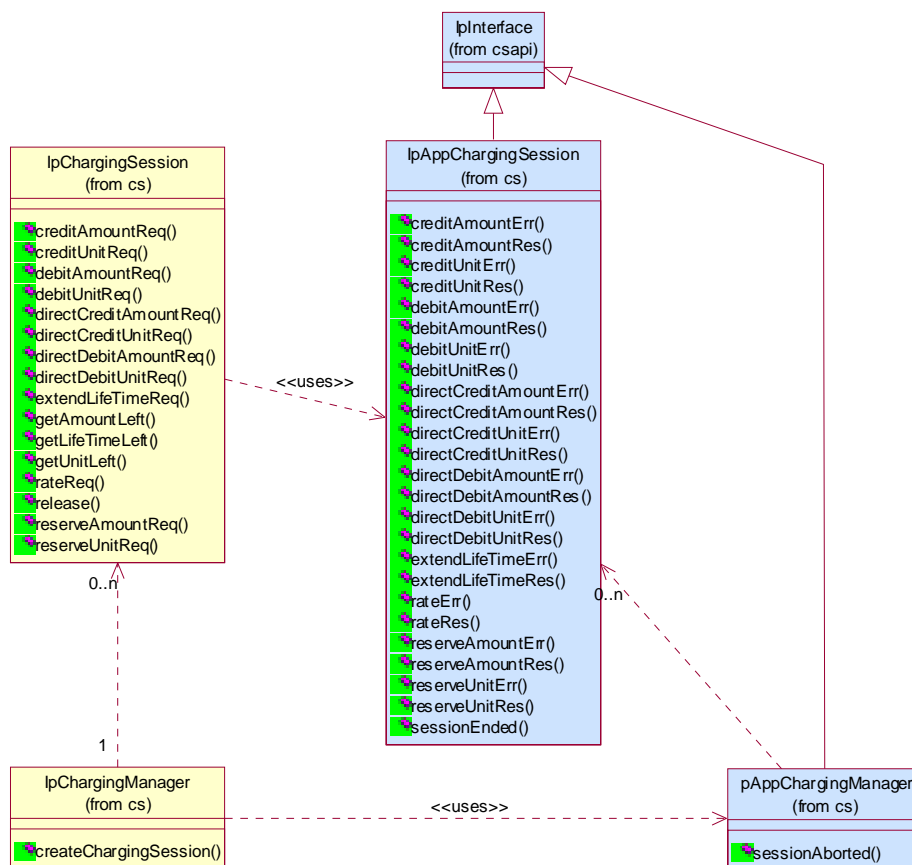 IpInterface
(from csapi)
IpChargingSession
(from cs)
creditAmountReq()
creditUnitReq()
debitAmountReq()
debitUnitReq()
directCreditAmountReq()
directCreditUnitReq()
directDebitAmountReq()
directDebitUnitReq()
extendLifeTimeReq()
getAmountLeft()
getLifeTimeLeft()
getUnitLeft()
rateReq()
release()
reserveAmountReq()
reserveUnitReq()
<<uses>>
IpAppChargingSession
(from cs)
creditAmountErr()
creditAmountRes()
creditUnitErr()
creditUnitRes()
debitAmountErr()
debitAmountRes()
debitUnitErr()
debitUnitRes()
directCreditAmountErr()
directCreditAmountRes()
directCreditUnitErr()
directCreditUnitRes()
directDebitAmountErr()
directDebitAmountRes()
directDebitUnitErr()
directDebitUnitRes()
extendLifeTimeErr()
extendLifeTimeRes()
rateErr()
rateRes()
reserveAmountErr()
reserveAmountRes()
reserveUnitErr()
reserveUnitRes()
sessionEnded()
0..n
0..n
1
IpChargingManager
(from cs)
createChargingSession()
<<uses>>
pAppChargingManager
(from cs)
sessionAborted()